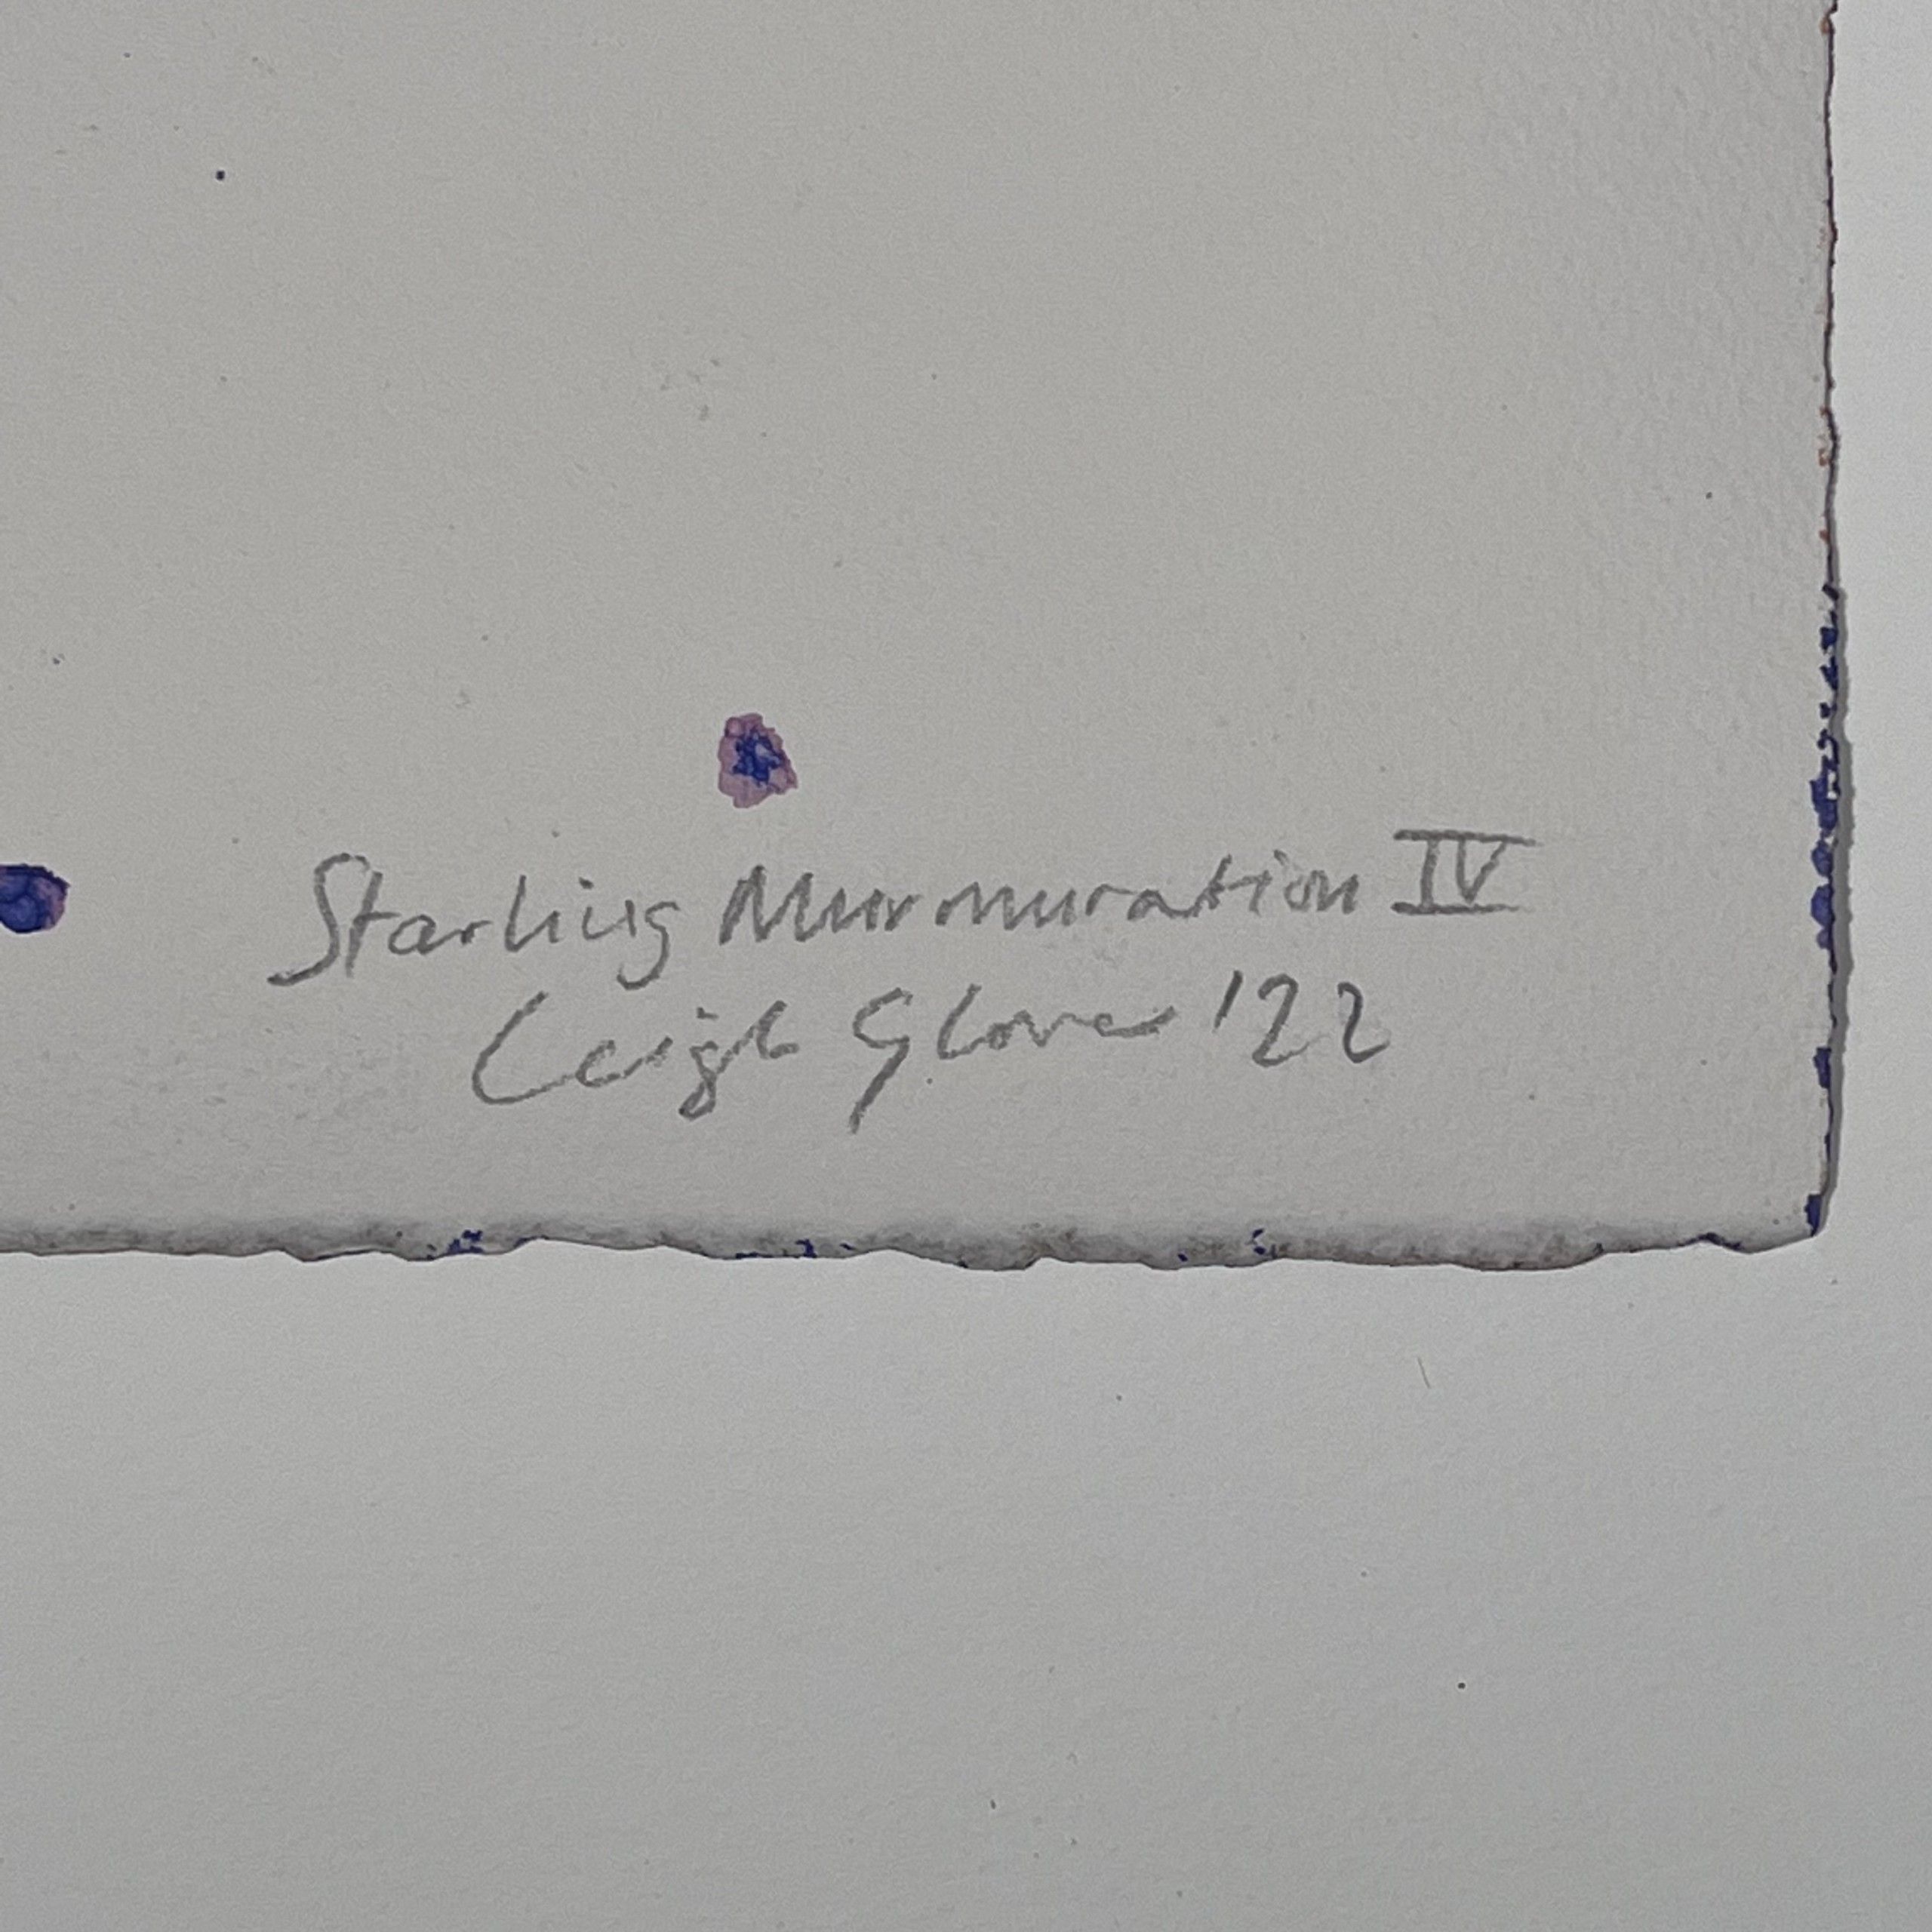 Starling Murmuration IV
Leigh Glover '22